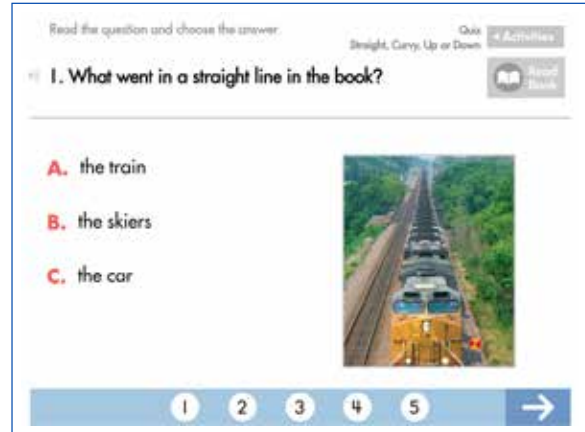 Read the question and choose the answer.
Quiz
Straight, Curvy, Up or Down
Activities
1. What went in a straight line in the book?
Read
Book
A. the train
B. the skiers
C. the car
1 2 3 4 5